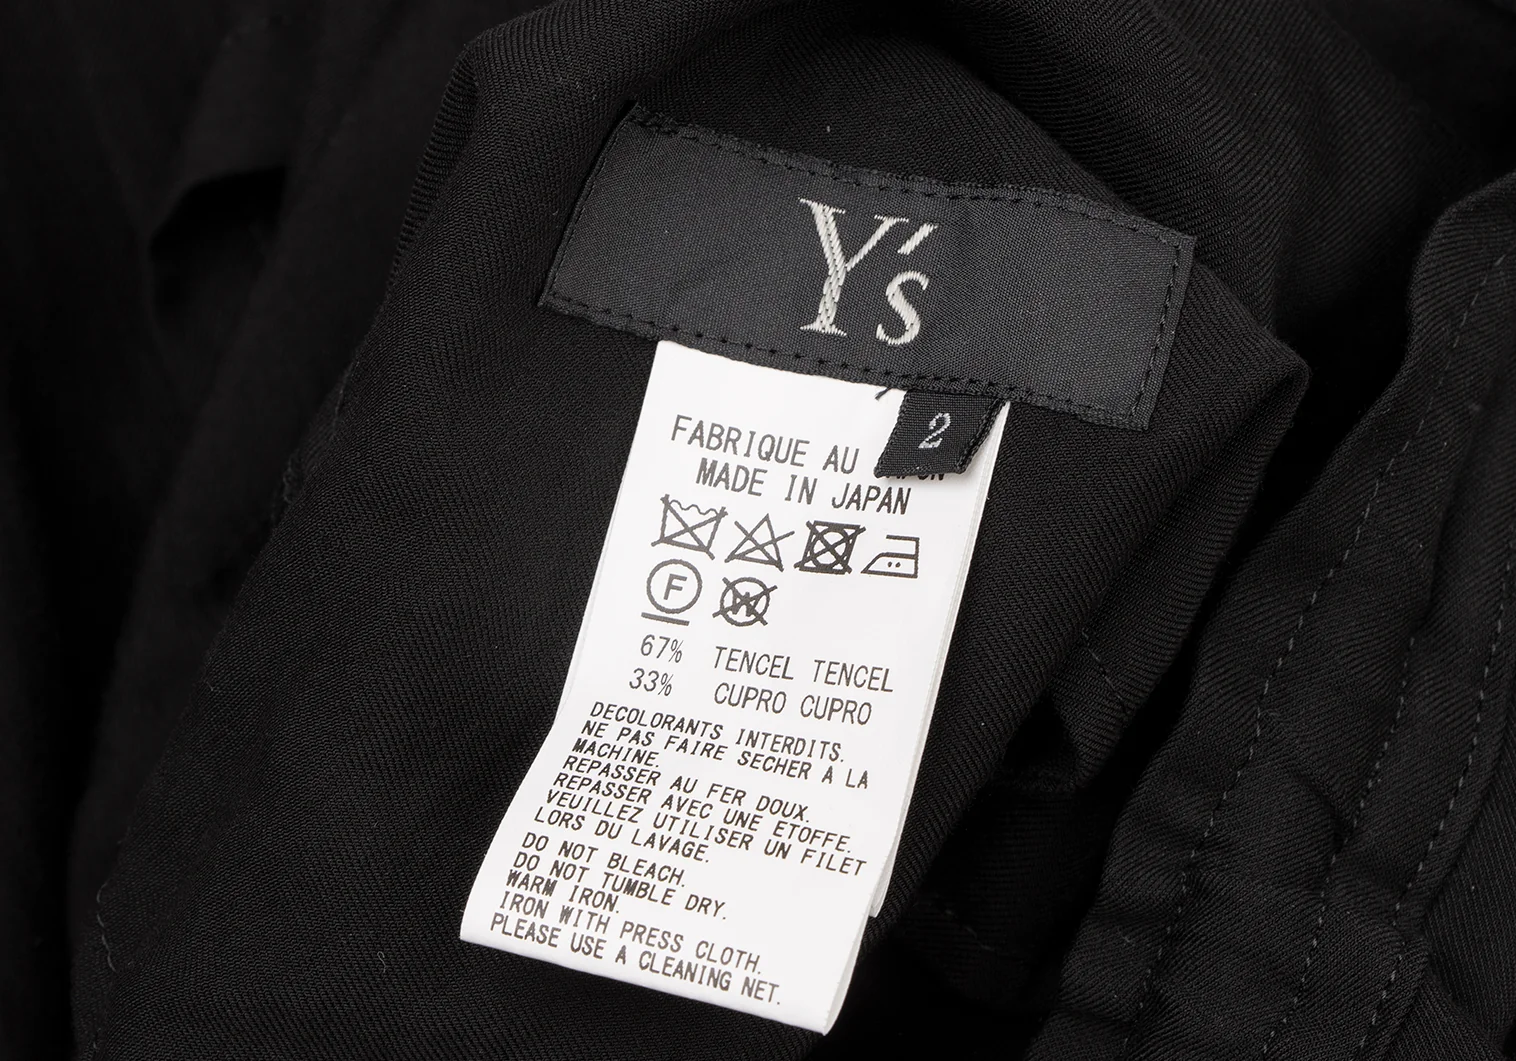 Y's
2
FABRIQUE AU
MADE IN JAPAN
F
W
67% TENCEL TENCEL
33% CUPRO CUPRO
DECOLORANTS INTERDITS.
NE PAS FAIRE SECHER A LA
MACHINE.
REPASSER AU FER DOUX.
REPASSER AVEC UNE ETOFFE.
VEUILLEZ UTILISER UN FILET
LORS DU LAVAGE.
DO NOT BLEACH.
DO NOT TUMBLE DRY.
WARM IRON.
IRON WITH PRESS CLOTH.
PLEASE USE A CLEANING NET.